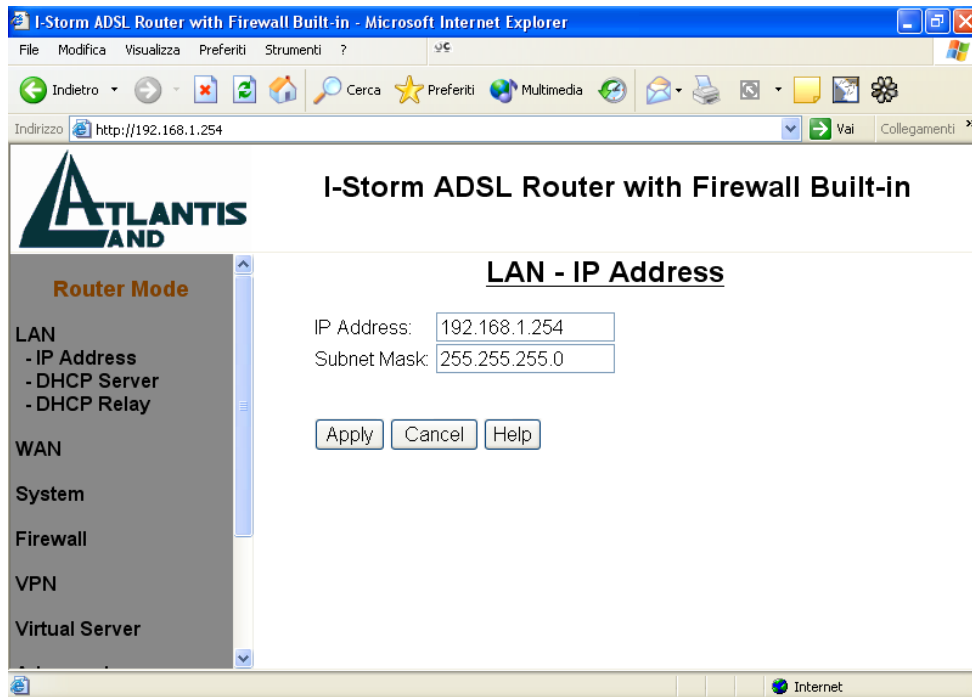 I-Storm ADSL Router with Firewall Built-in - Microsoft Internet Explorer
File Modifica Visualizza Preferiti Strumenti ?
Indietro Cerca Preferiti Multimedia
Indirizzo http://192.168.1.254 Vai Collegamenti »
ATLANTIS LAND
I-Storm ADSL Router with Firewall Built-in
Router Mode
LAN
- IP Address
- DHCP Server
- DHCP Relay
WAN
System
Firewall
VPN
Virtual Server
LAN - IP Address
IP Address: 192.168.1.254
Subnet Mask: 255.255.255.0
Apply Cancel Help
Internet